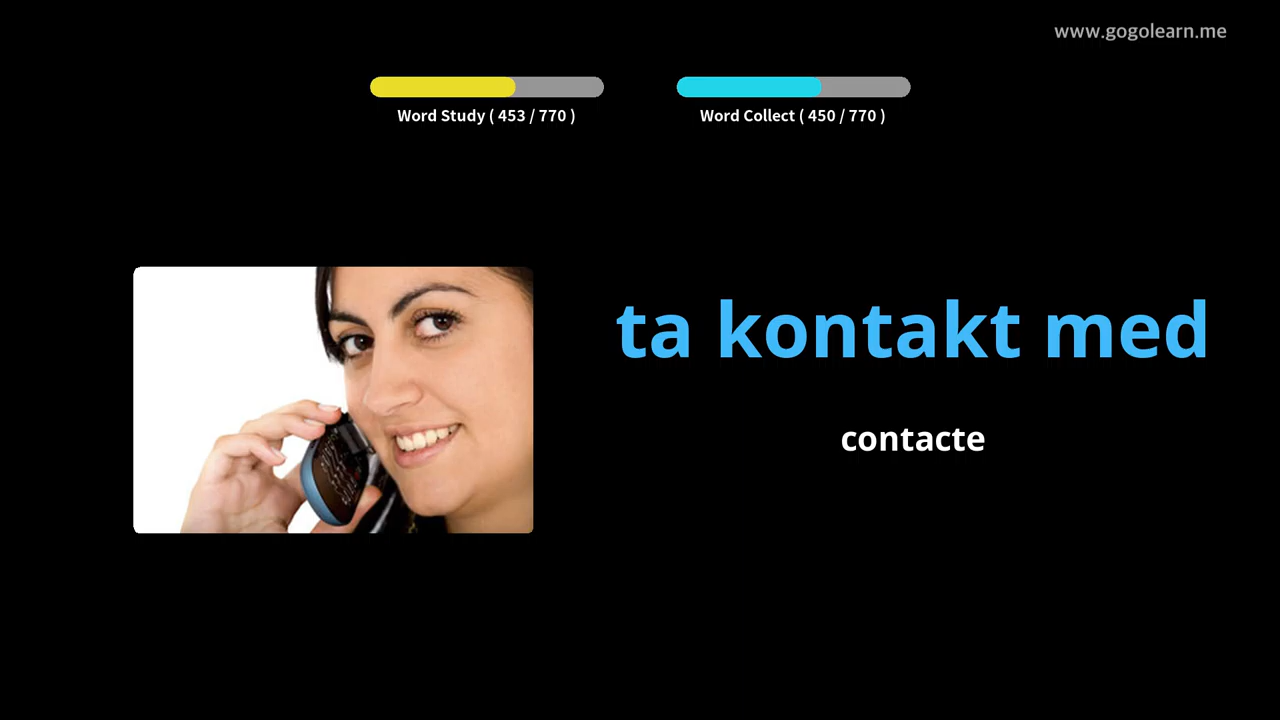 www.gogolearn.me
Word Study ( 453 / 770 )
Word Collect ( 450 / 770 )
ta kontakt med
contacte